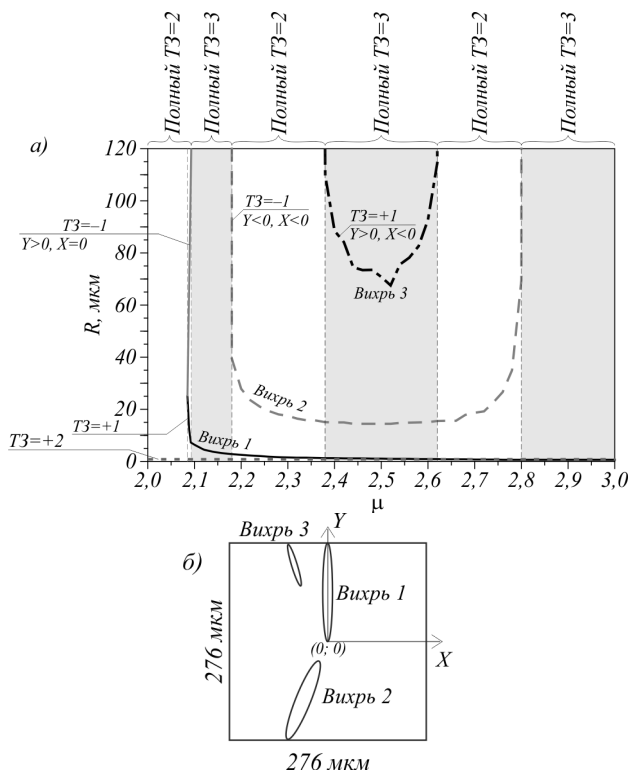 Полный ТЗ=2
Полный ТЗ=3
Полный ТЗ=2
Полный ТЗ=3
Полный ТЗ=2
Полный ТЗ=3
а)
120
100
80
60
40
20
0
R, мкм
ТЗ=–1
Y>0, X=0
ТЗ=–1
Y<0, X<0
ТЗ=+1
Y>0, X<0
Вихрь 3
Вихрь 2
Вихрь 1
ТЗ=+1
ТЗ=+2
2,0 2,1 2,2 2,3 2,4 2,5 2,6 2,7 2,8 2,9 3,0
μ
б)
Вихрь 3
Y
Вихрь 1
(0; 0)
X
Вихрь 2
276 мкм
276 мкм